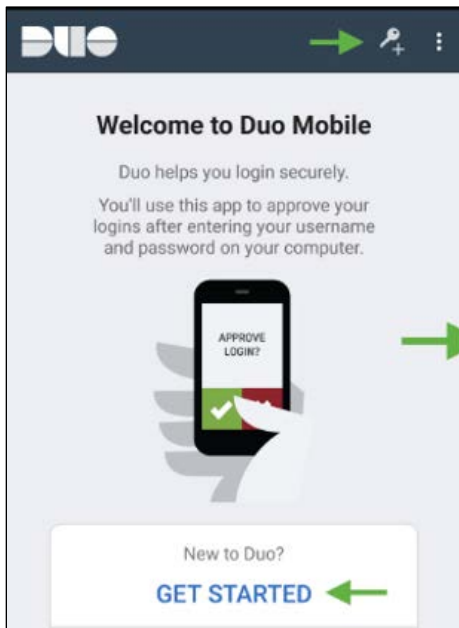 DUO
Welcome to Duo Mobile
Duo helps you login securely.
You'll use this app to approve your
logins after entering your username
and password on your computer.
APPROVE
LOGIN?
New to Duo?
GET STARTED